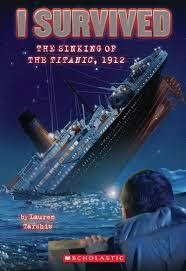 I SURVIVED
THE SINKING OF
THE TITANIC, 1912
by Lauren
Tarshis
SCHOLASTIC